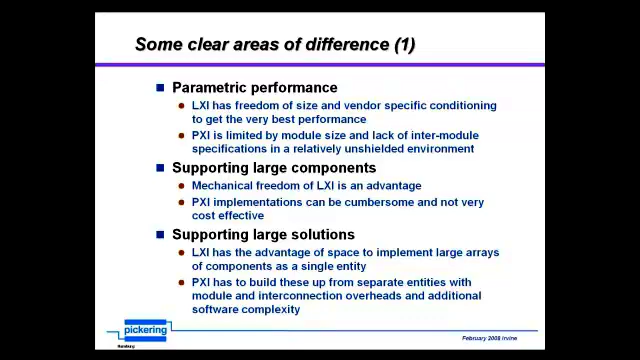 Some clear areas of difference (1)
Parametric performance
LXI has freedom of size and vendor specific conditioning
to get the very best performance
PXI is limited by module size and lack of inter-module
specifications in a relatively unshielded environment
Supporting large components
Mechanical freedom of LXI is an advantage
PXI implementations can be cumbersome and not very
cost effective
Supporting large solutions
LXI has the advantage of space to implement large arrays
of components as a single entity
PXI has to build these up from separate entities with
module and interconnection overheads and additional
software complexity
pickering
February 2008 Irvine